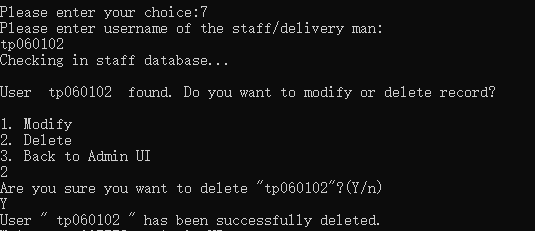 Please enter your choice:7
Please enter username of the staff/delivery man:
tp060102
Checking in staff database...
User  tp060102  found. Do you want to modify or delete record?
1. Modify
2. Delete
3. Back to Admin UI
2
Are you sure you want to delete "tp060102"?(Y/n)
Y
User " tp060102 " has been successfully deleted.